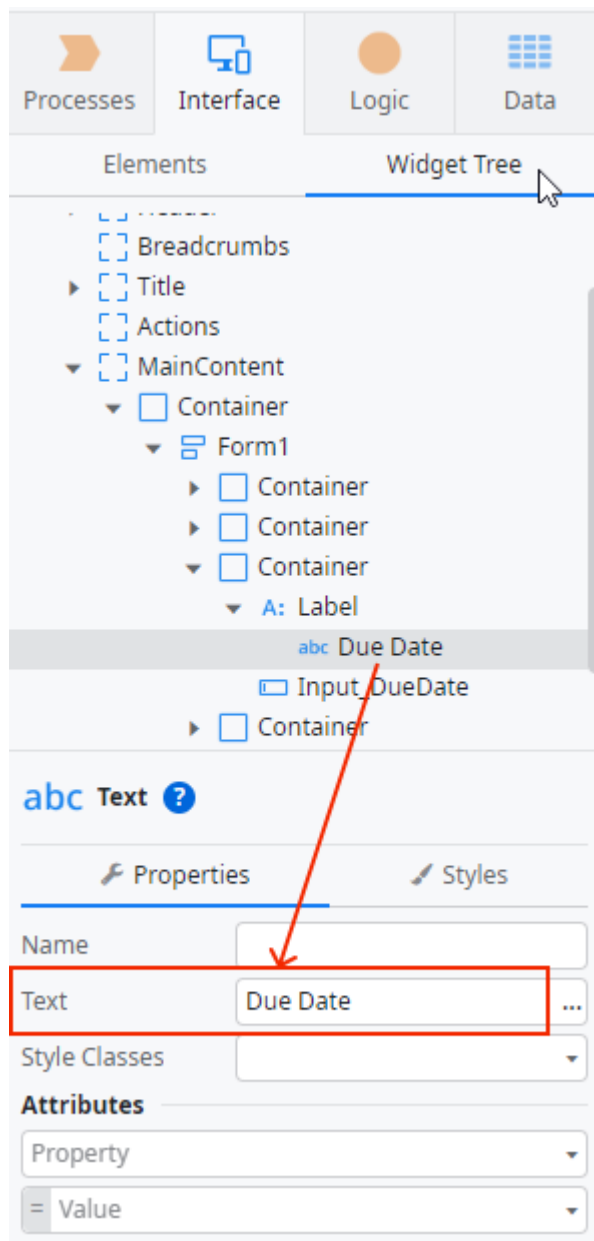 Processes Interface Logic Data
Elements Widget Tree
Breadcrumbs
Title
Actions
MainContent
Container
Form1
Container
Container
Container
A: Label
abc Due Date
Input_DueDate
Container
abc Text ?
Properties Styles
Name
Text Due Date ...
Style Classes
Attributes
Property
= Value